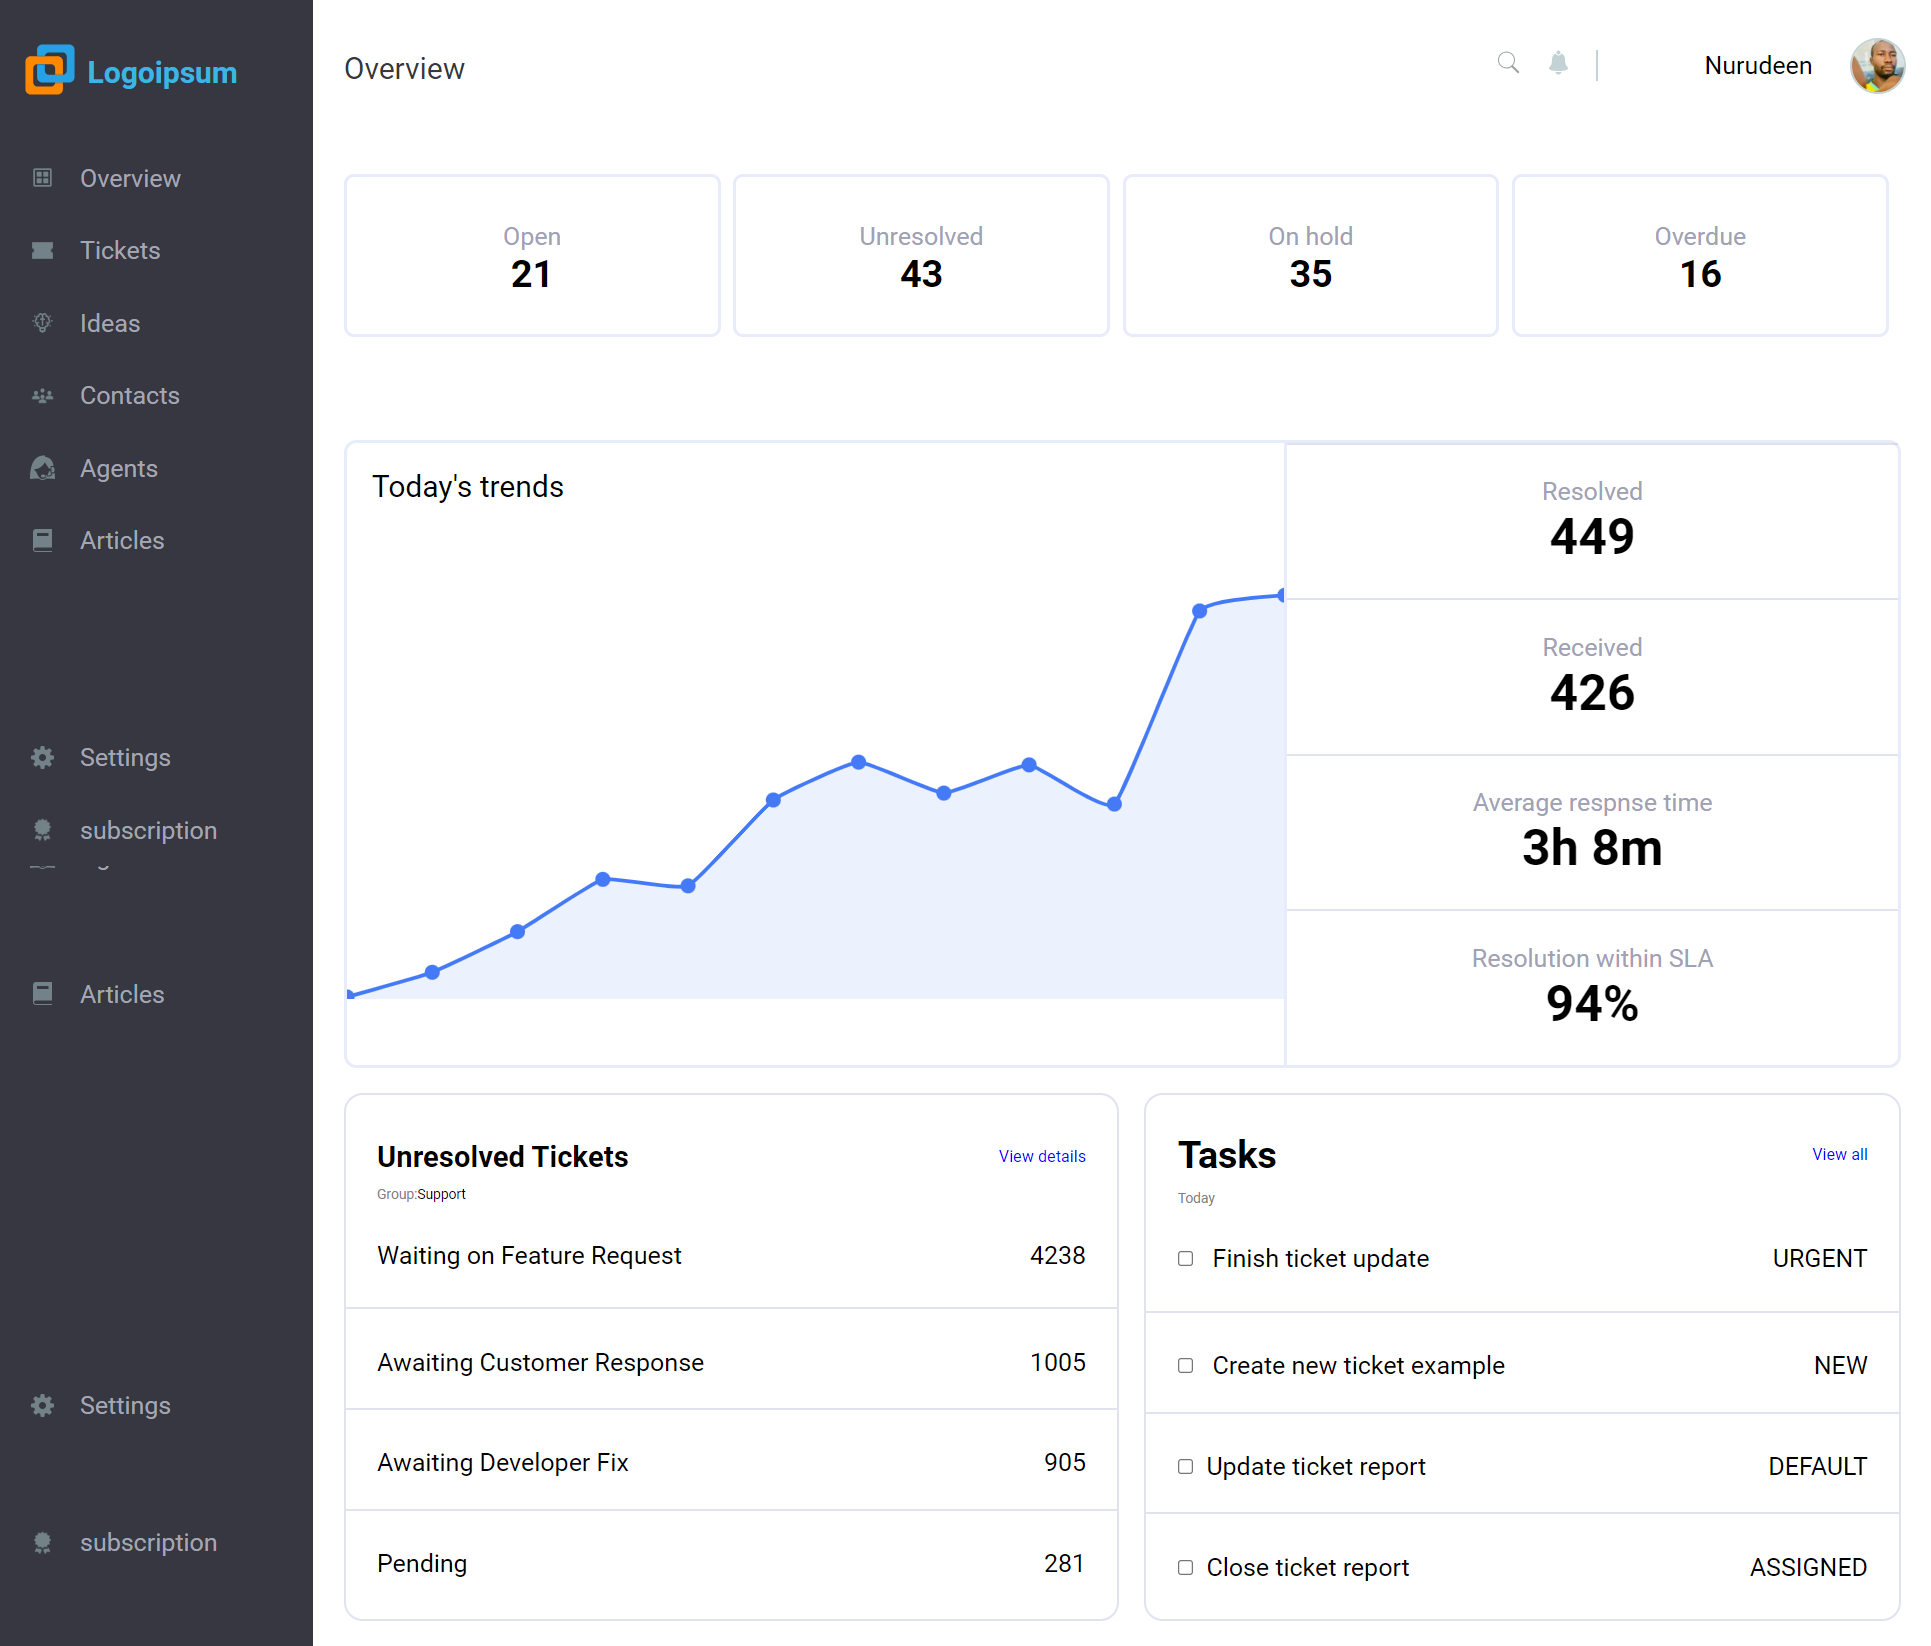 Logoipsum
Overview
Tickets
Ideas
Contacts
Agents
Articles
Settings
subscription
Articles
Settings
subscription
Overview
Nurudeen
Open
21
Unresolved
43
On hold
35
Overdue
16
Today's trends
Resolved
449
Received
426
Average respnse time
3h 8m
Resolution within SLA
94%
Unresolved Tickets
View details
Group:Support
Waiting on Feature Request
4238
Awaiting Customer Response
1005
Awaiting Developer Fix
905
Pending
281
Tasks
View all
Today
Finish ticket update
URGENT
Create new ticket example
NEW
Update ticket report
DEFAULT
Close ticket report
ASSIGNED